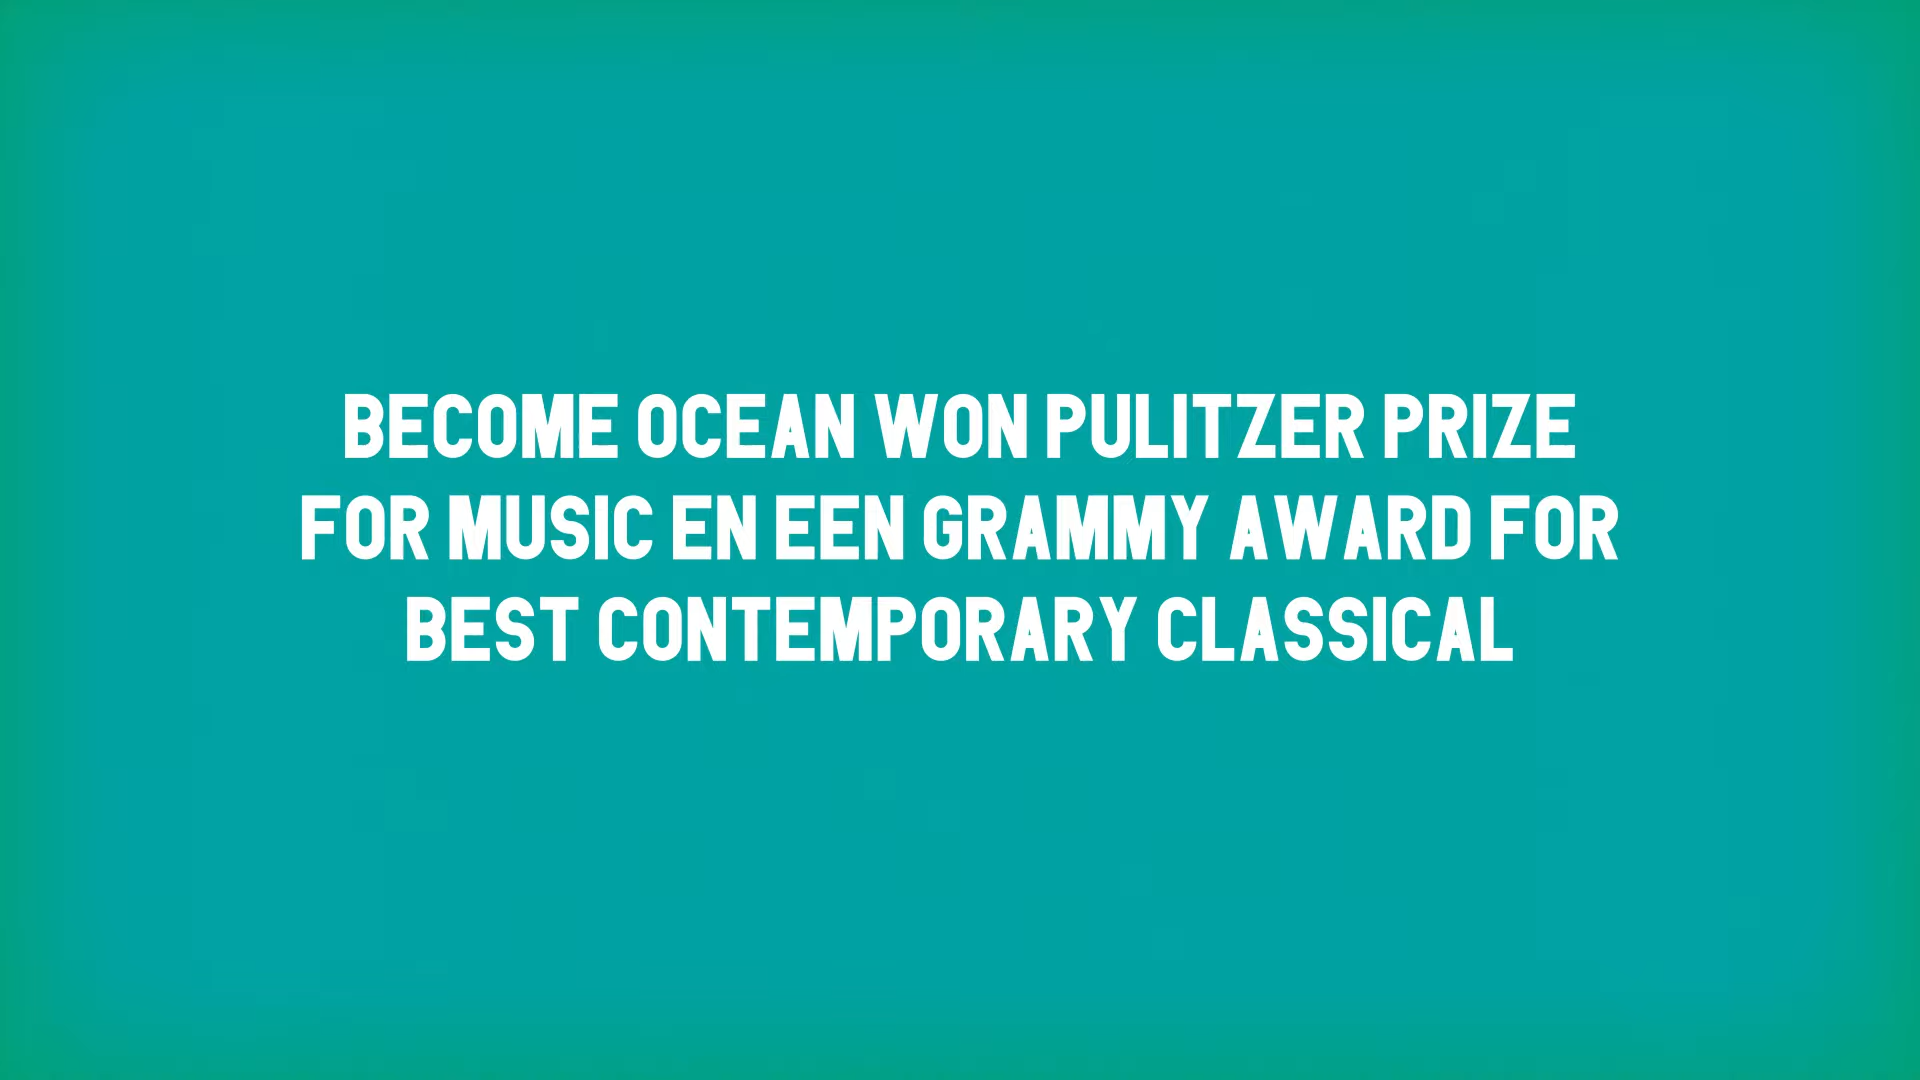 BECOME OCEAN WON PULITZER PRIZE
FOR MUSIC EN EEN GRAMMY AWARD FOR
BEST CONTEMPORARY CLASSICAL